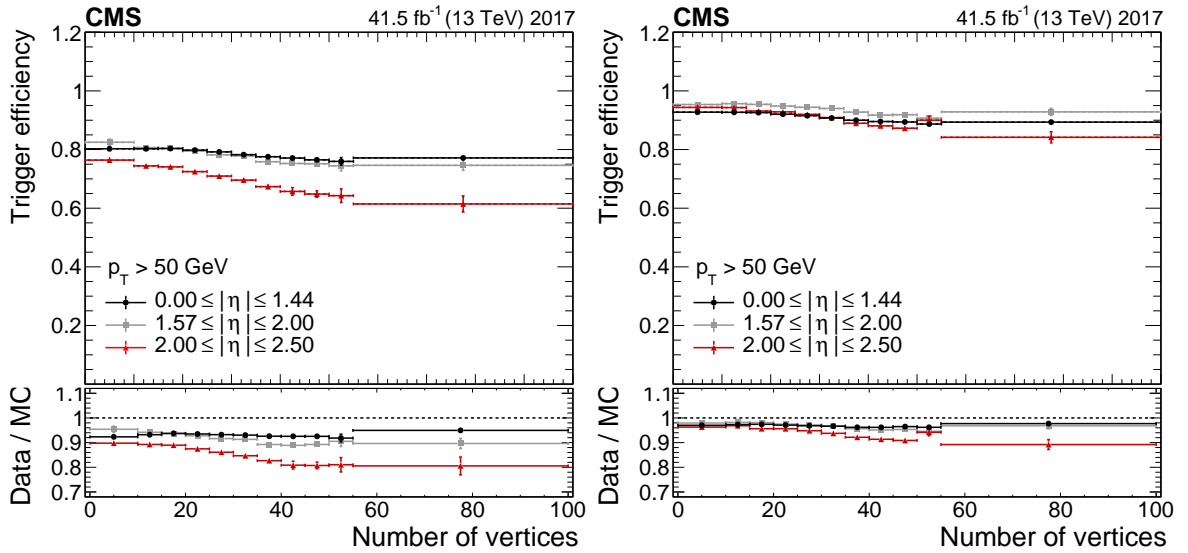 CMS 41.5 fb⁻¹ (13 TeV) 2017
Trigger efficiency
1.2
1
0.8
0.6
0.4
0.2
p_T > 50 GeV
0.00 ≤ | η | ≤ 1.44
1.57 ≤ | η | ≤ 2.00
2.00 ≤ | η | ≤ 2.50
Data / MC
1.1
1
0.9
0.8
0.7
0 20 40 60 80 100
Number of vertices
CMS 41.5 fb⁻¹ (13 TeV) 2017
Trigger efficiency
1.2
1
0.8
0.6
0.4
0.2
p_T > 50 GeV
0.00 ≤ | η | ≤ 1.44
1.57 ≤ | η | ≤ 2.00
2.00 ≤ | η | ≤ 2.50
Data / MC
1.1
1
0.9
0.8
0.7
0 20 40 60 80 100
Number of vertices